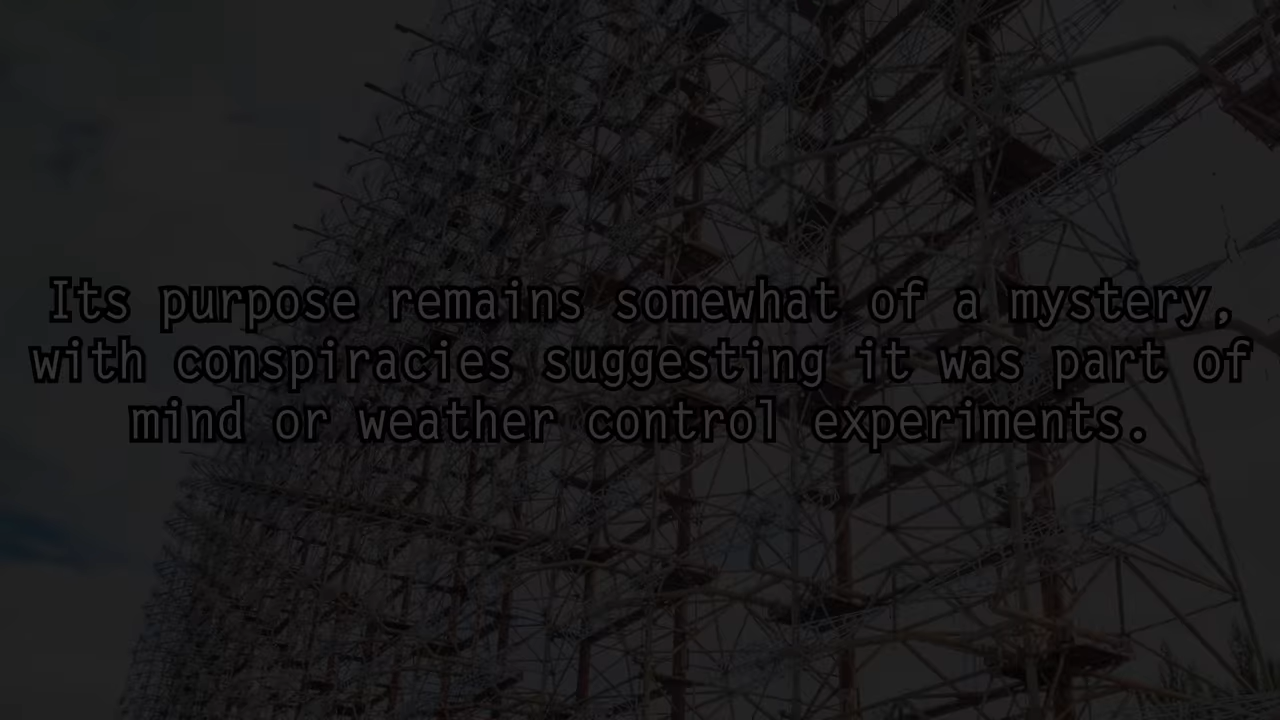 Its purpose remains somewhat of a mystery,
with conspiracies suggesting it was part of
mind or weather control experiments.